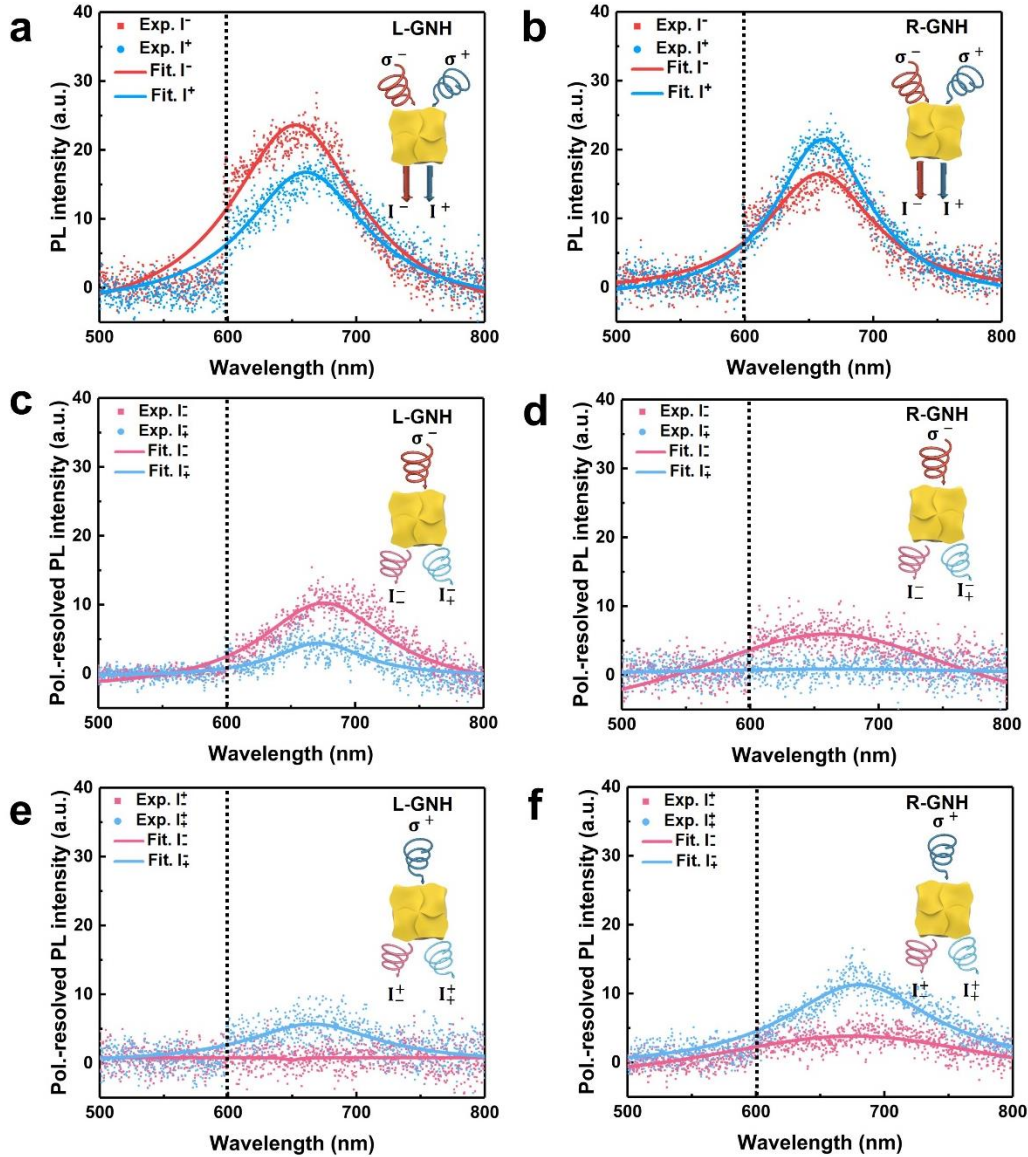 a
L-GNH
Exp. I⁻
Exp. I⁺
Fit. I⁻
Fit. I⁺
σ⁻
σ⁺
I⁻
I⁺
PL intensity (a.u.)
40
30
20
10
0
500
600
700
800
Wavelength (nm)
b
R-GNH
Exp. I⁻
Exp. I⁺
Fit. I⁻
Fit. I⁺
σ⁻
σ⁺
I⁻
I⁺
PL intensity (a.u.)
40
30
20
10
0
500
600
700
800
Wavelength (nm)
c
L-GNH
Exp. I₋⁻
Exp. I₊⁻
Fit. I₋⁻
Fit. I₊⁻
σ⁻
I₋⁻
I₊⁻
Pol.-resolved PL intensity (a.u.)
40
30
20
10
0
500
600
700
800
Wavelength (nm)
d
R-GNH
Exp. I₋⁻
Exp. I₊⁻
Fit. I₋⁻
Fit. I₊⁻
σ⁻
I₋⁻
I₊⁻
Pol.-resolved PL intensity (a.u.)
40
30
20
10
0
500
600
700
800
Wavelength (nm)
e
L-GNH
Exp. I₋⁺
Exp. I₊⁺
Fit. I₋⁻
Fit. I₊⁻
σ⁺
I₋⁺
I₊⁺
Pol.-resolved PL intensity (a.u.)
40
30
20
10
0
500
600
700
800
Wavelength (nm)
f
R-GNH
Exp. I₋⁺
Exp. I₊⁺
Fit. I₋⁻
Fit. I₊⁻
σ⁺
I₋⁺
I₊⁺
Pol.-resolved PL intensity (a.u.)
40
30
20
10
0
500
600
700
800
Wavelength (nm)